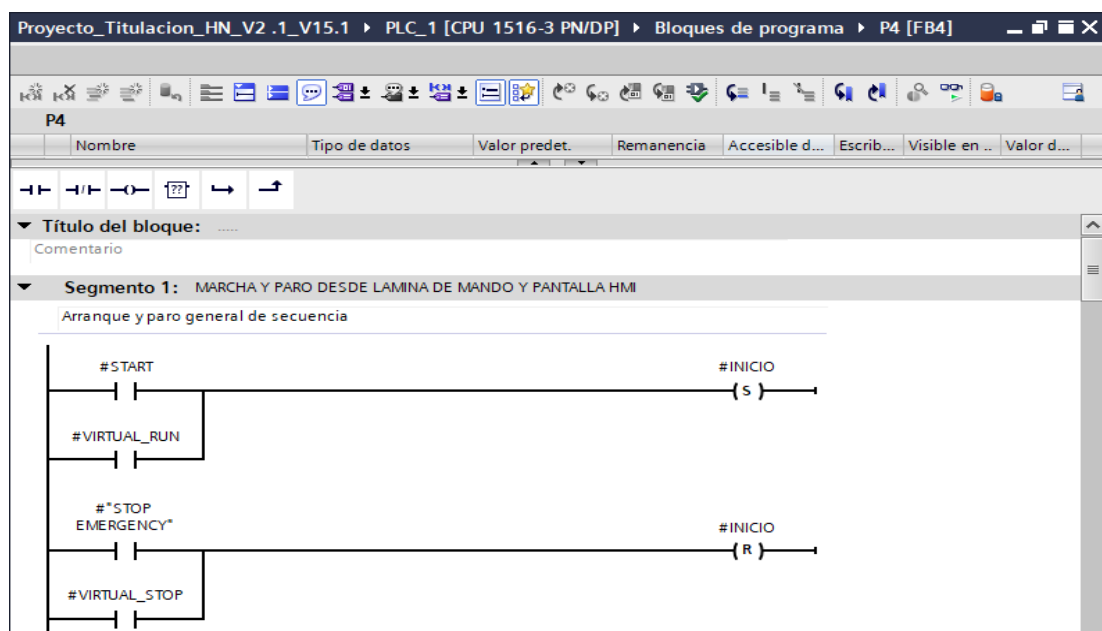 Proyecto_Titulacion_HN_V2 .1_V15.1 ▸ PLC_1 [CPU 1516-3 PN/DP] ▸ Bloques de programa ▸ P4 [FB4]
P4
Nombre Tipo de datos Valor predet. Remanencia Accesible d... Escrib... Visible en .. Valor d...
??
Título del bloque: .....
Comentario
Segmento 1: MARCHA Y PARO DESDE LAMINA DE MANDO Y PANTALLA HMI
Arranque y paro general de secuencia
#START #INICIO
S
#VIRTUAL_RUN
#"STOP
EMERGENCY" #INICIO
R
#VIRTUAL_STOP